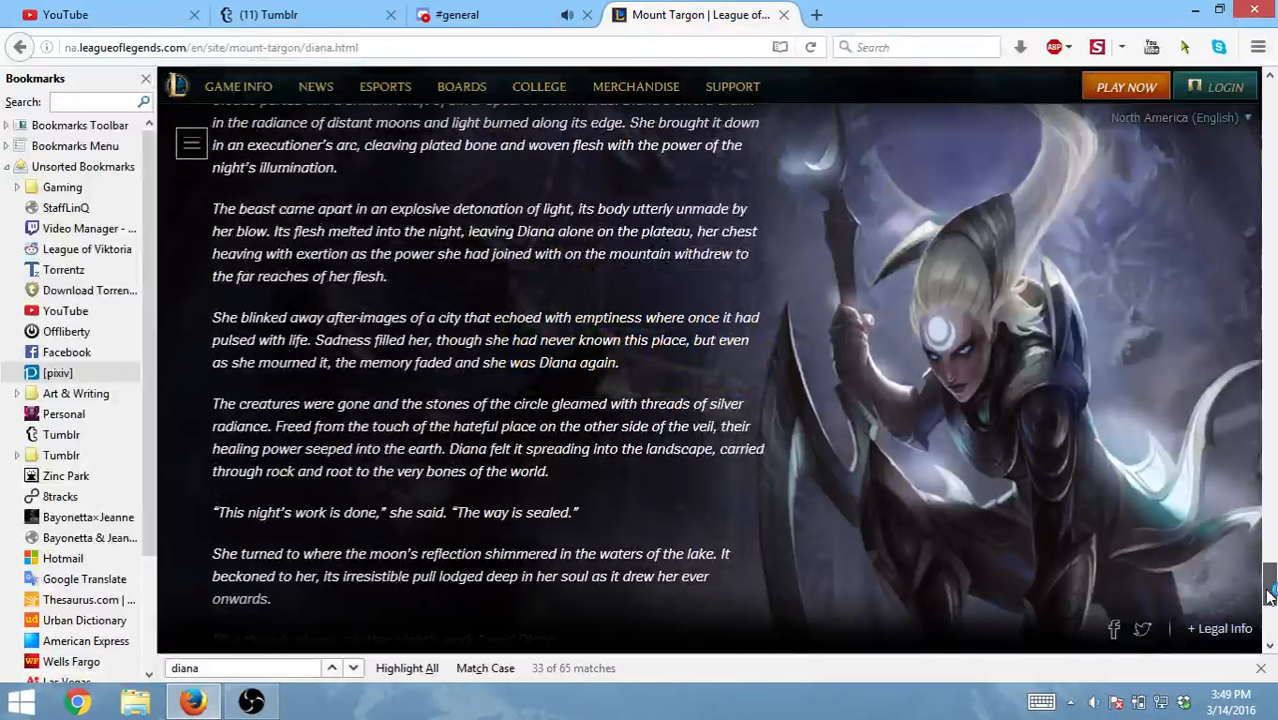 YouTube
(11) Tumblr
#general
Mount Targon | League of...
na.leagueoflegends.com/en/site/mount-targon/diana.html
Search
ABP
S
You
Bookmarks
Search:
Bookmarks Toolbar
Bookmarks Menu
Unsorted Bookmarks
Gaming
StaffLinQ
Video Manager - ...
League of Viktoria
Torrentz
Download Torren...
YouTube
Offliberty
Facebook
[pixiv]
Art & Writing
Personal
Tumblr
Tumblr
Zinc Park
8tracks
Bayonetta×Jeanne
Bayonetta & Jean...
Hotmail
Google Translate
Thesaurus.com | ...
Urban Dictionary
American Express
Wells Fargo
GAME INFO
NEWS
ESPORTS
BOARDS
COLLEGE
MERCHANDISE
SUPPORT
PLAY NOW
LOGIN
North America (English)
in the radiance of distant moons and light burned along its edge. She brought it down
in an executioner's arc, cleaving plated bone and woven flesh with the power of the
night's illumination.
The beast came apart in an explosive detonation of light, its body utterly unmade by
her blow. Its flesh melted into the night, leaving Diana alone on the plateau, her chest
heaving with exertion as the power she had joined with on the mountain withdrew to
the far reaches of her flesh.
She blinked away after-images of a city that echoed with emptiness where once it had
pulsed with life. Sadness filled her, though she had never known this place, but even
as she mourned it, the memory faded and she was Diana again.
The creatures were gone and the stones of the circle gleamed with threads of silver
radiance. Freed from the touch of the hateful place on the other side of the veil, their
healing power seeped into the earth. Diana felt it spreading into the landscape, carried
through rock and root to the very bones of the world.
“This night's work is done,” she said. “The way is sealed.”
She turned to where the moon's reflection shimmered in the waters of the lake. It
beckoned to her, its irresistible pull lodged deep in her soul as it drew her ever
onwards.
+ Legal Info
diana
Highlight All
Match Case
33 of 65 matches
3:49 PM
3/14/2016